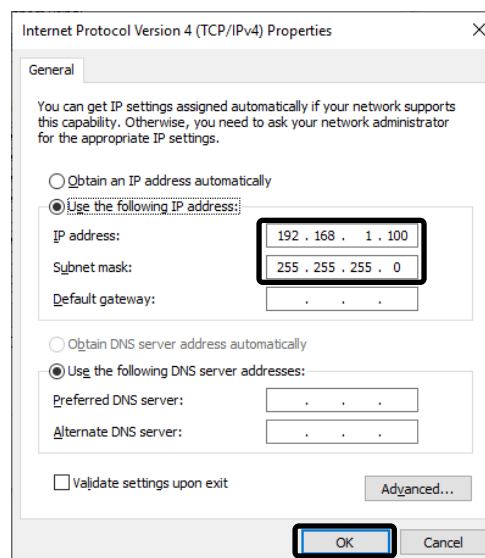 Internet Protocol Version 4 (TCP/IPv4) Properties
General
You can get IP settings assigned automatically if your network supports
this capability. Otherwise, you need to ask your network administrator
for the appropriate IP settings.
Obtain an IP address automatically
Use the following IP address:
IP address: 192 . 168 . 1 . 100
Subnet mask: 255 . 255 . 255 . 0
Default gateway: . . .
Obtain DNS server address automatically
Use the following DNS server addresses:
Preferred DNS server: . . .
Alternate DNS server: . . .
Validate settings upon exit
Advanced...
OK Cancel